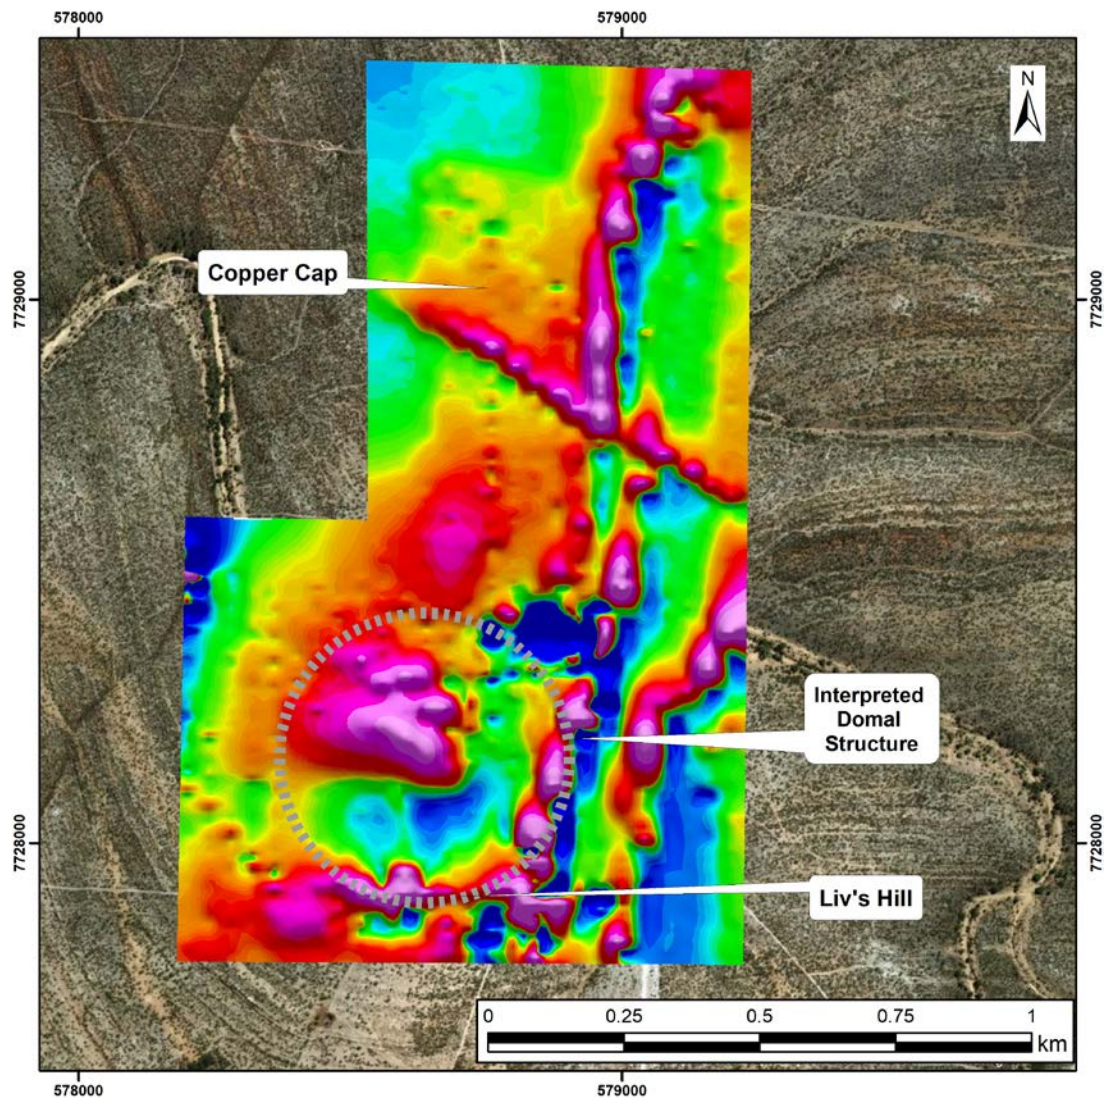 578000
579000
N
7729000
7729000
Copper Cap
Interpreted
Domal
Structure
7728000
7728000
Liv's Hill
0 0.25 0.5 0.75 1
km
578000
579000